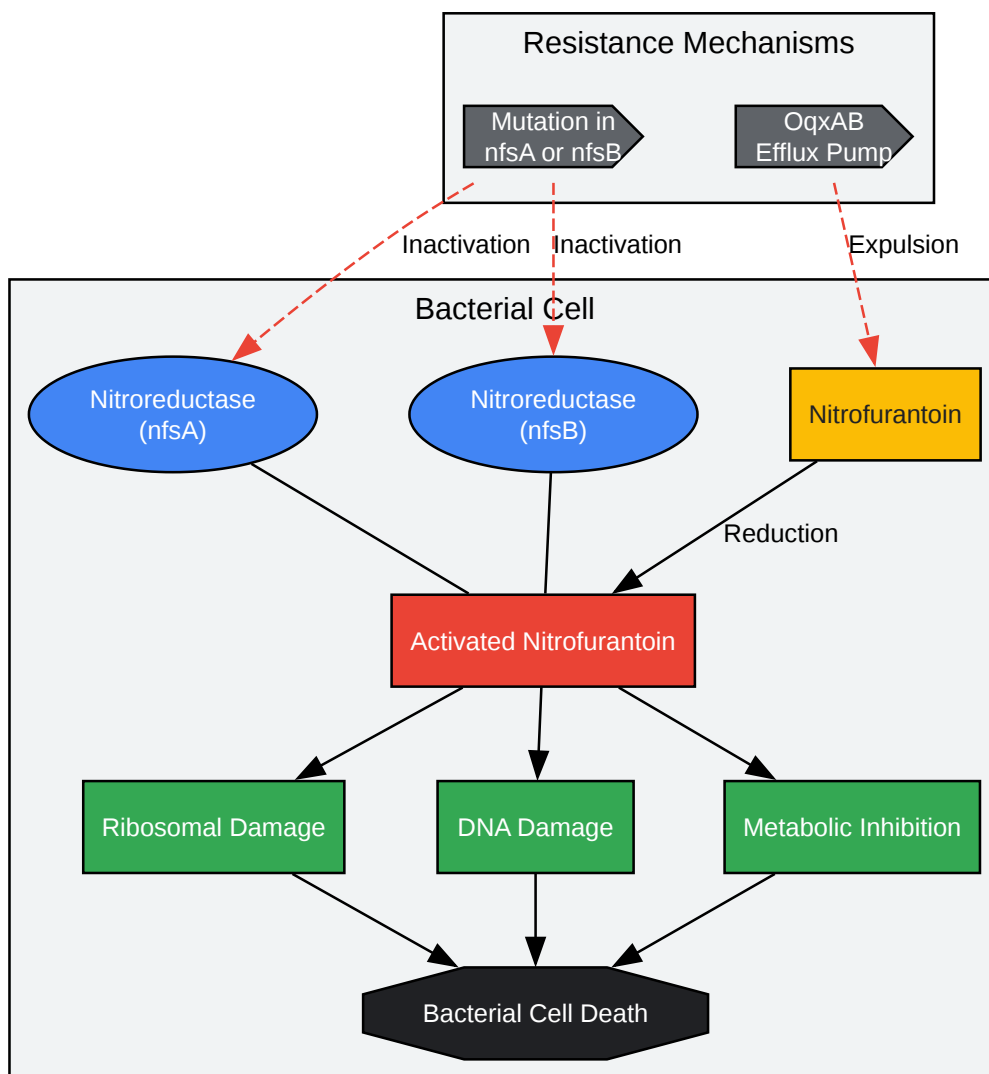 Resistance Mechanisms
Mutation in
nfsA or nfsB
OqxAB
Efflux Pump
Inactivation
Inactivation
Expulsion
Bacterial Cell
Nitroreductase
(nfsA)
Nitroreductase
(nfsB)
Nitrofurantoin
Reduction
Activated Nitrofurantoin
Ribosomal Damage
DNA Damage
Metabolic Inhibition
Bacterial Cell Death